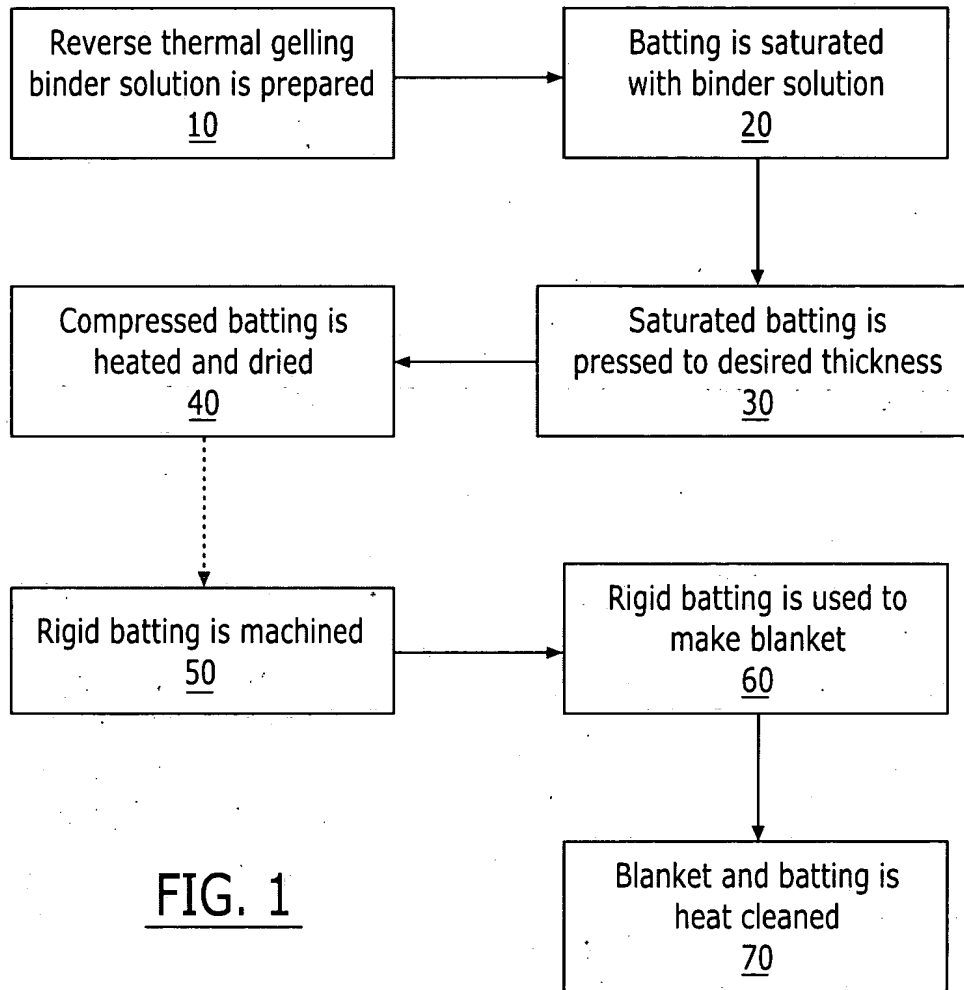 Reverse thermal gelling
binder solution is prepared
10
Batting is saturated
with binder solution
20
Saturated batting is
pressed to desired thickness
30
Compressed batting is
heated and dried
40
Rigid batting is machined
50
Rigid batting is used to
make blanket
60
Blanket and batting is
heat cleaned
70
FIG. 1